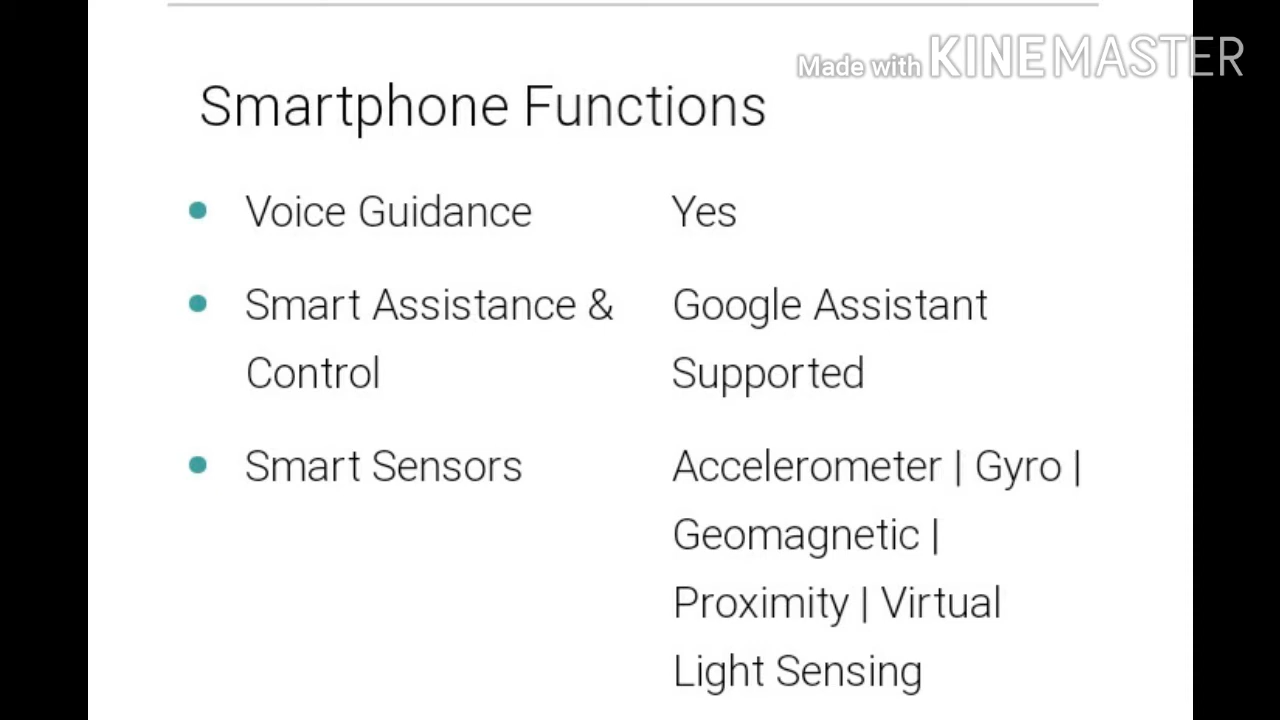 Made with KINEMASTER
Smartphone Functions
Voice Guidance Yes
Smart Assistance & Google Assistant
Control Supported
Smart Sensors Accelerometer | Gyro |
Geomagnetic |
Proximity | Virtual
Light Sensing